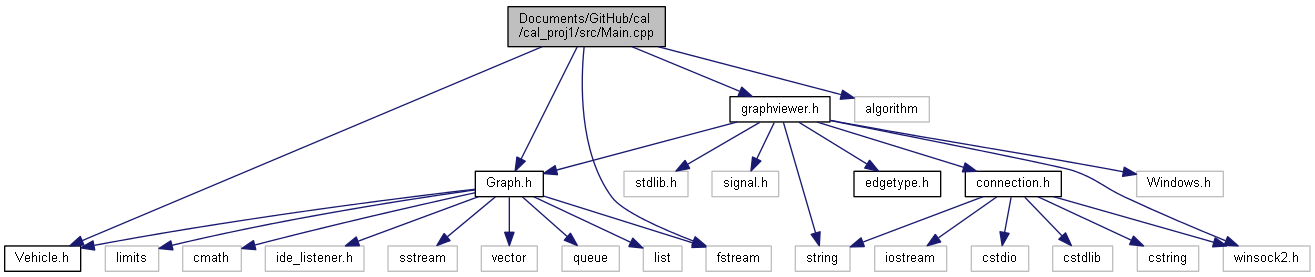 Documents/GitHub/cal
/cal_proj1/src/Main.cpp
graphviewer.h
algorithm
Graph.h
stdlib.h
signal.h
edgetype.h
connection.h
Windows.h
Vehicle.h
limits
cmath
ide_listener.h
sstream
vector
queue
list
fstream
string
iostream
cstdio
cstdlib
cstring
winsock2.h